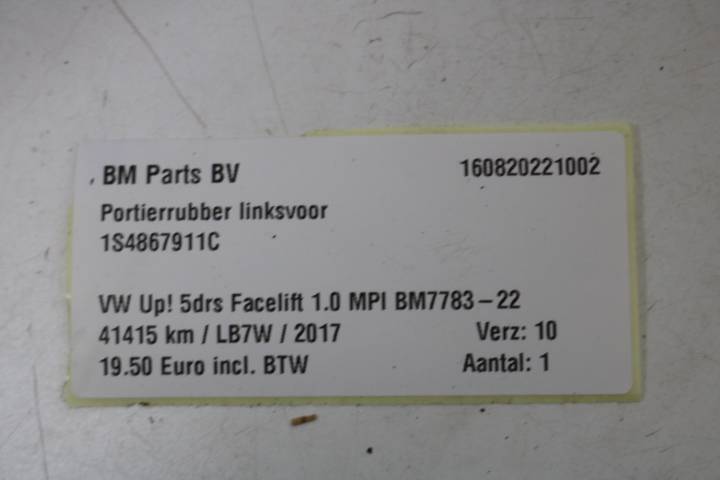 BM Parts BV 160820221002
Portierrubber linksvoor
1S4867911C
VW Up! 5drs Facelift 1.0 MPI BM7783-22
41415 km / LB7W / 2017 Verz: 10
19.50 Euro incl. BTW Aantal: 1